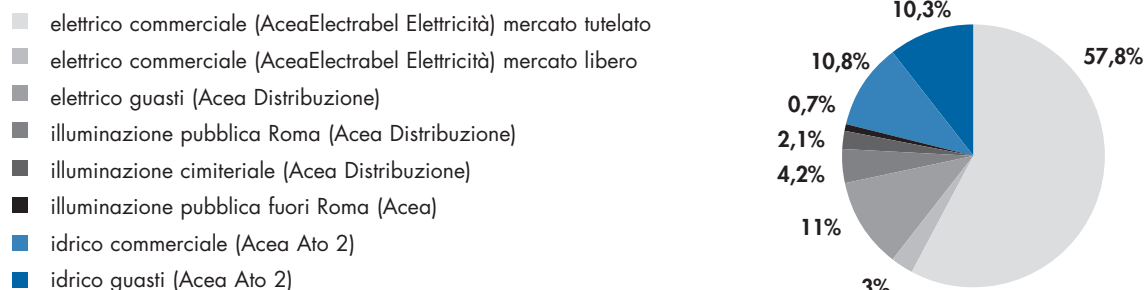 elettrico commerciale (AceaElectrabel Elettricità) mercato tutelato
elettrico commerciale (AceaElectrabel Elettricità) mercato libero
elettrico guasti (Acea Distribuzione)
illuminazione pubblica Roma (Acea Distribuzione)
illuminazione cimiteriale (Acea Distribuzione)
illuminazione pubblica fuori Roma (Acea)
idrico commerciale (Acea Ato 2)
idrico guasti (Acea Ato 2)
10,3%
57,8%
10,8%
0,7%
2,1%
4,2%
11%
3%